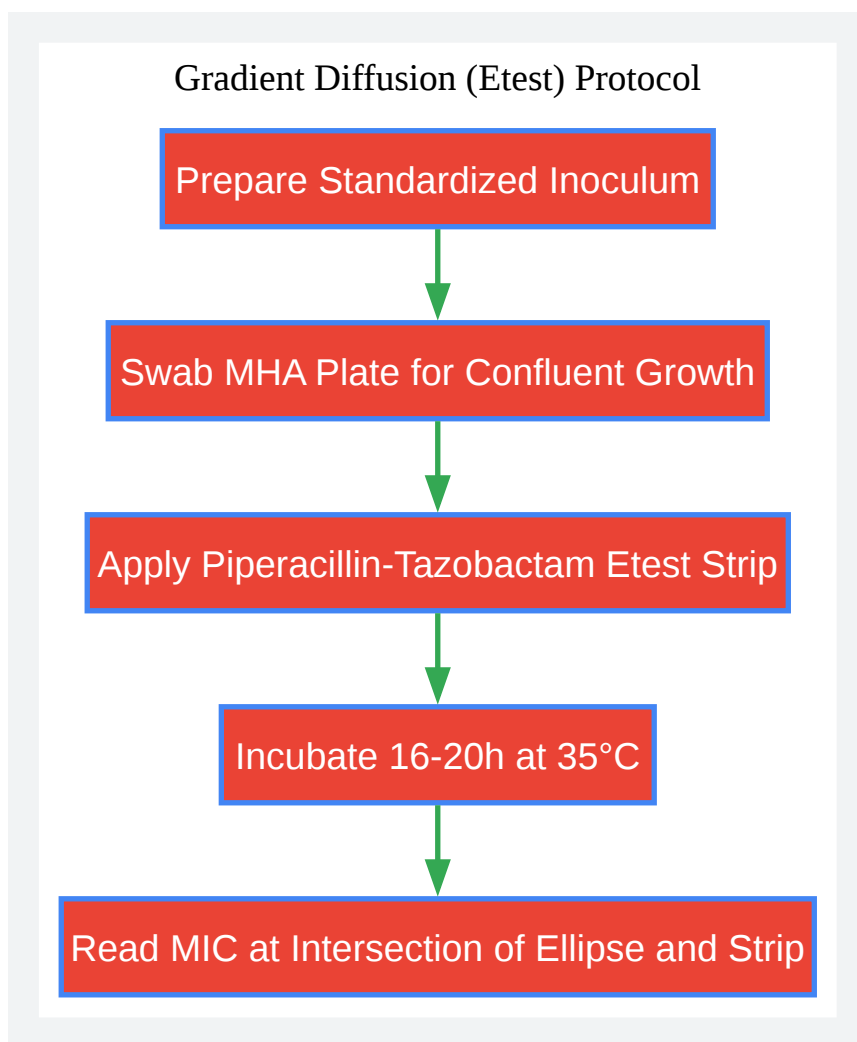 Gradient Diffusion (Etest) Protocol
Prepare Standardized Inoculum
Swab MHA Plate for Confluent Growth
Apply Piperacillin-Tazobactam Etest Strip
Incubate 16-20h at 35°C
Read MIC at Intersection of Ellipse and Strip